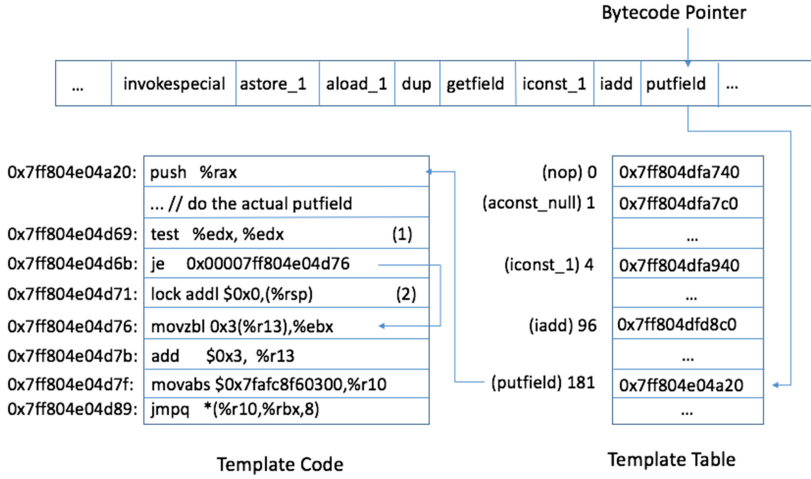 Bytecode Pointer
... invokespecial astore_1 aload_1 dup getfield iconst_1 iadd putfield ...
0x7ff804e04a20: push %rax
... // do the actual putfield
0x7ff804e04d69: test %edx, %edx (1)
0x7ff804e04d6b: je 0x00007ff804e04d76
0x7ff804e04d71: lock addl $0x0,(%rsp) (2)
0x7ff804e04d76: movzbl 0x3(%r13),%ebx
0x7ff804e04d7b: add $0x3, %r13
0x7ff804e04d7f: movabs $0x7fafc8f60300,%r10
0x7ff804e04d89: jmpq *(%r10,%rbx,8)
Template Code
(nop) 0 0x7ff804dfa740
(aconst_null) 1 0x7ff804dfa7c0
...
(iconst_1) 4 0x7ff804dfa940
...
(iadd) 96 0x7ff804dfd8c0
...
(putfield) 181 0x7ff804e04a20
...
Template Table